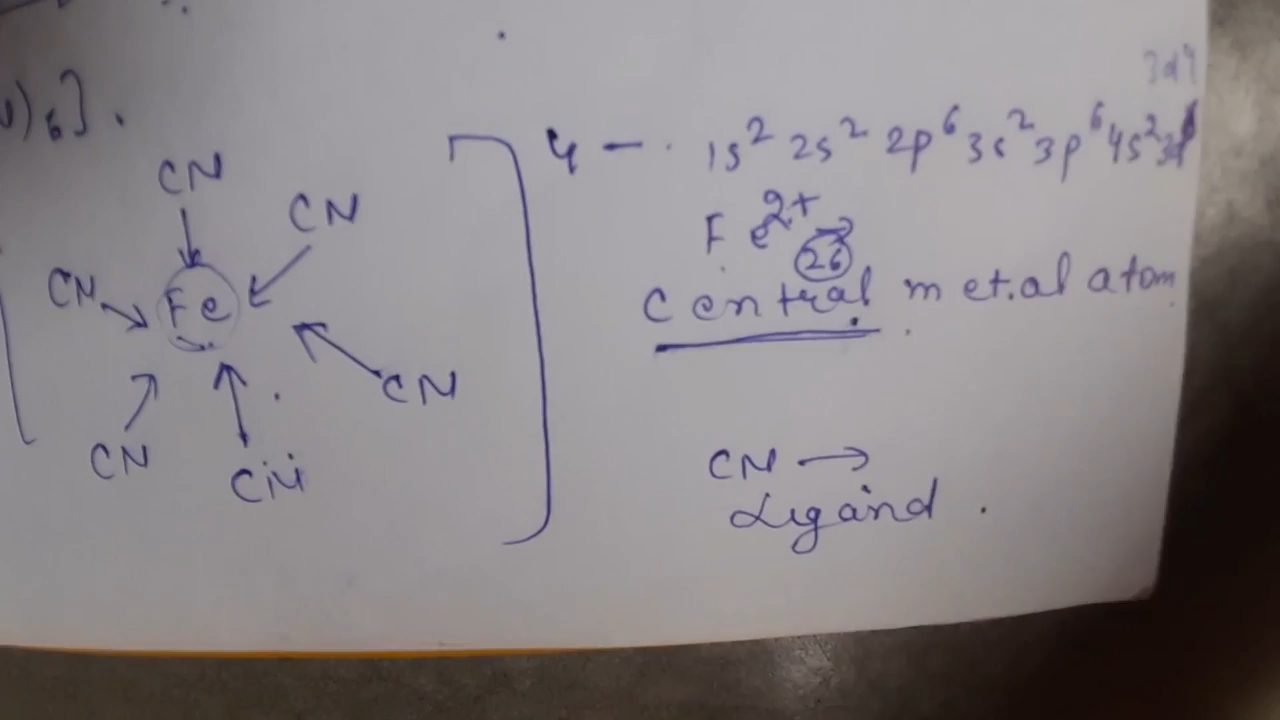 )6].
4 - 1s² 2s² 2p⁶ 3s² 3p⁶ 4s² 3d
CN
CN
Fe²⁺ →
26
CN
Fe
Central metal atom
CN
CN
CN
CN →
Ligand .